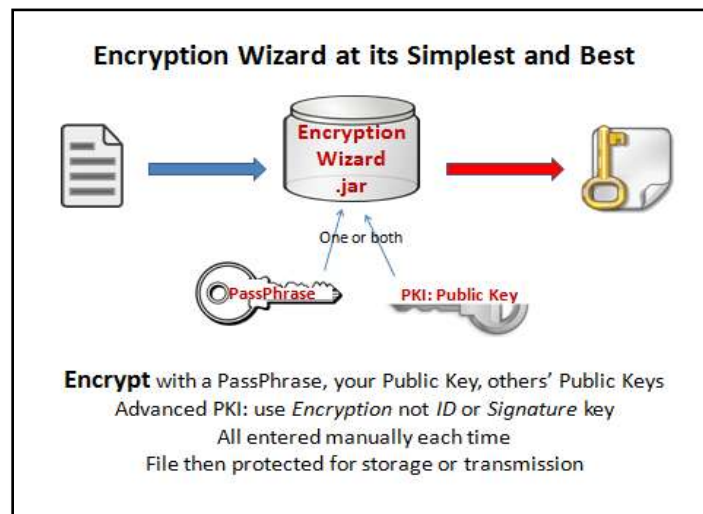 Encryption Wizard at its Simplest and Best
Encryption
Wizard
.jar
One or both
PassPhrase
PKI: Public Key
Encrypt with a PassPhrase, your Public Key, others’ Public Keys
Advanced PKI: use Encryption not ID or Signature key
All entered manually each time
File then protected for storage or transmission